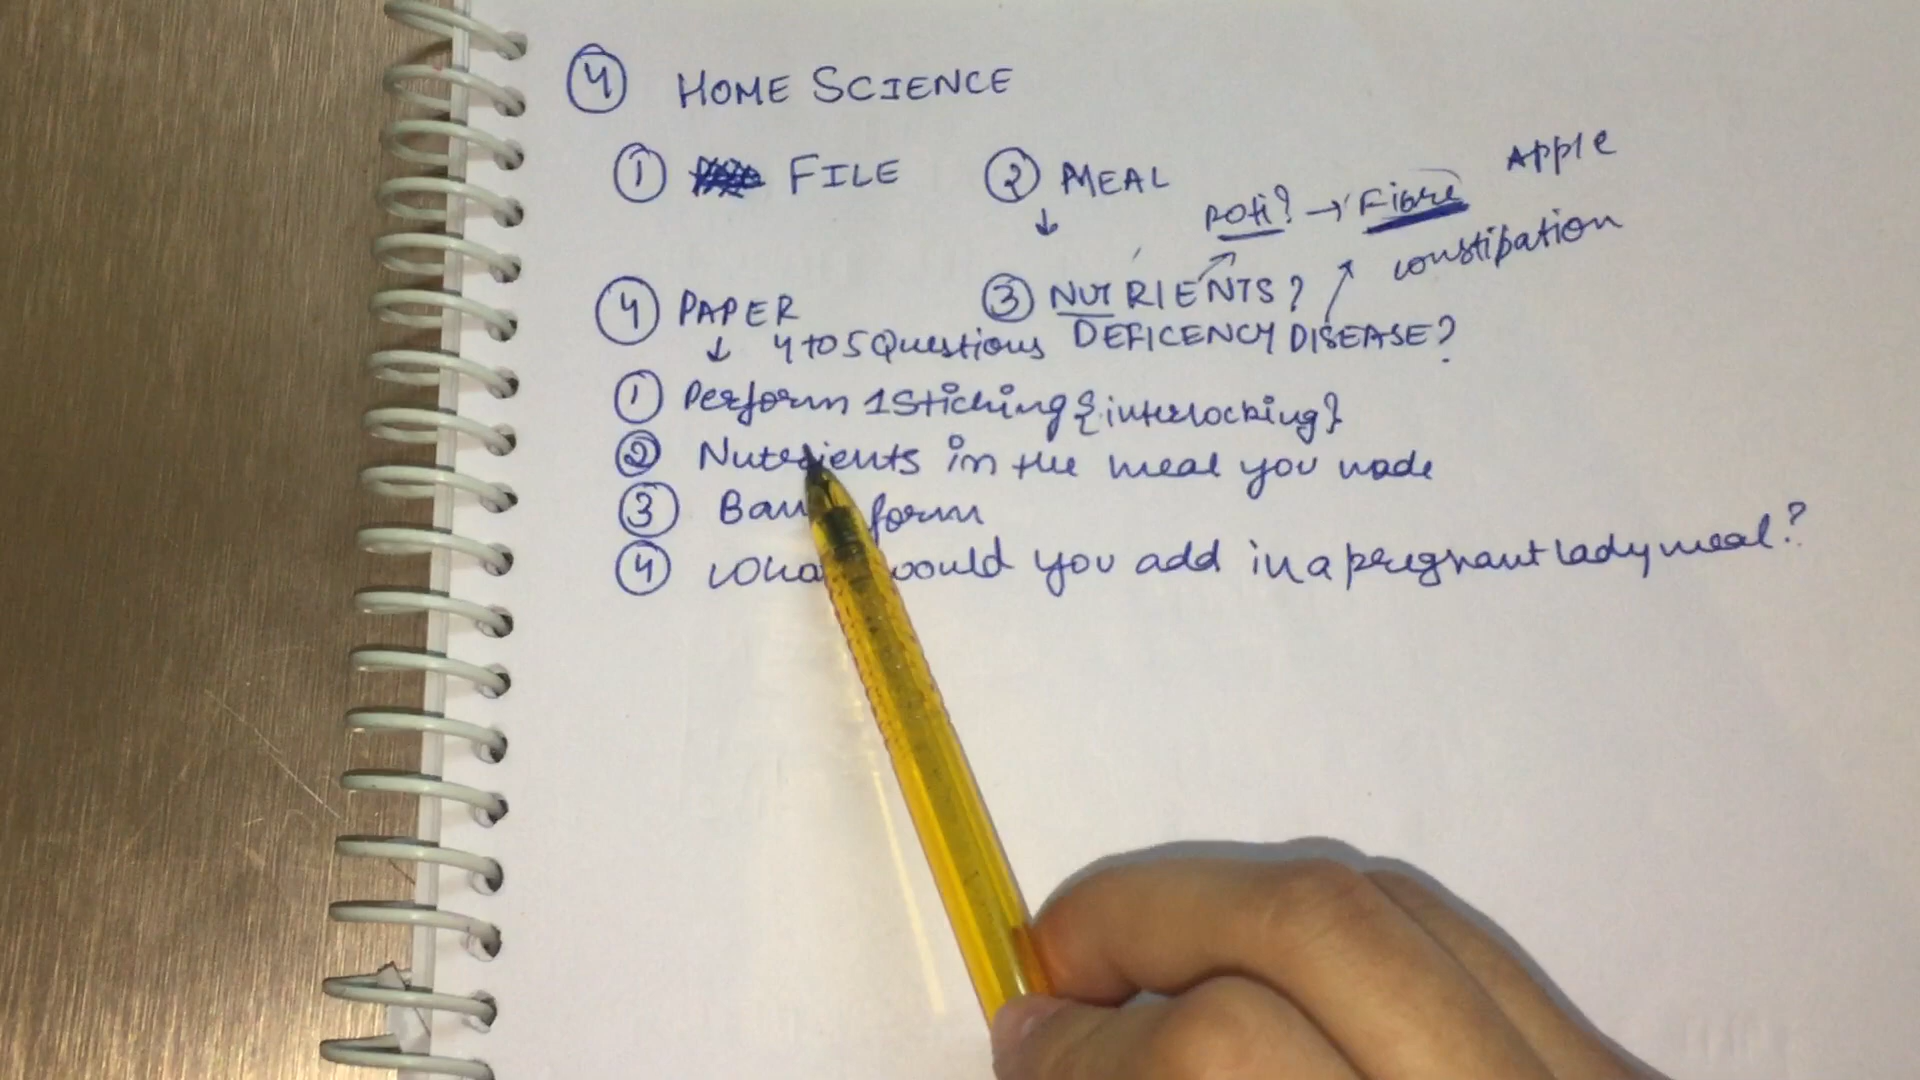 4 HOME SCIENCE
1 FILE 2 MEAL
Apple
↓ poti? → Fibre
constipation
4 PAPER 3 NUTRIENTS?
↓ 4 to 5 Questions DEFICENCY DISEASE?
1 Perform 1 Stiching {interlocking}
2 Nutrients in the meal you made
3 form
4 would you add in a pregnant lady meal?